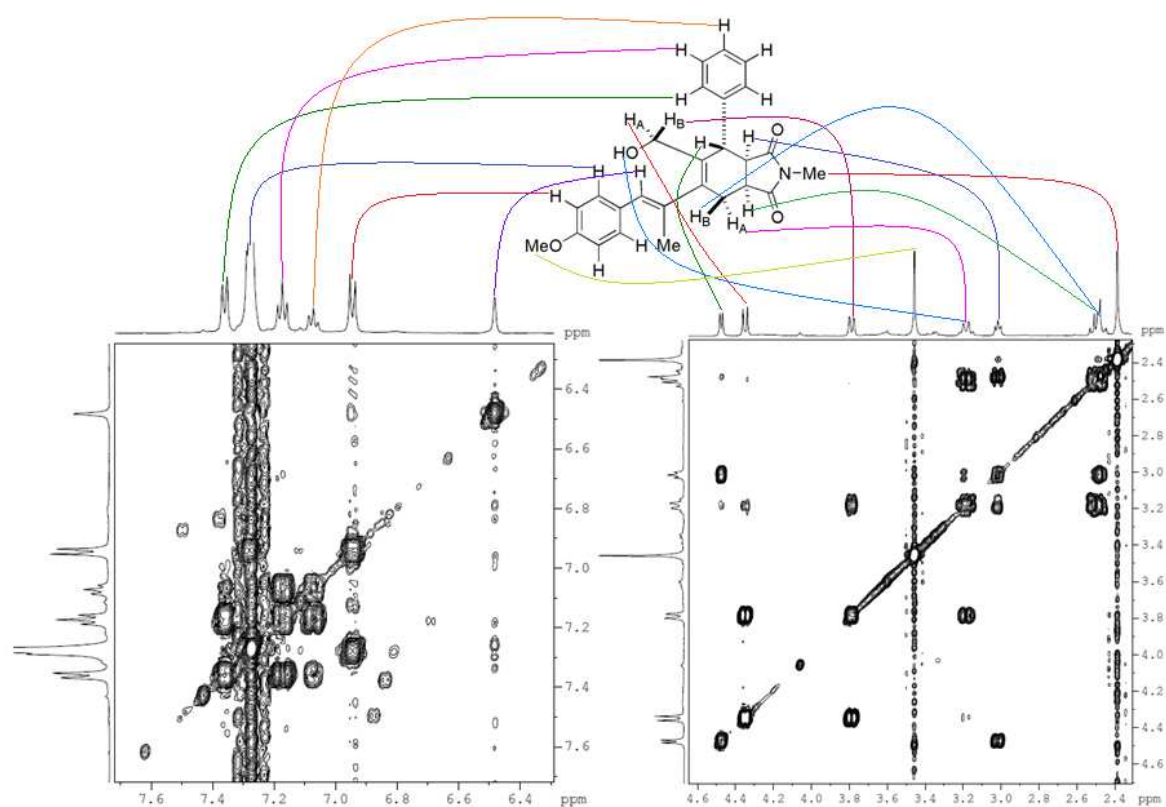 H
H H
H H
H_A H_B
H H O
HO
N–Me
H H H
O
H_B H_A H
MeO H Me
H
ppm
ppm
6.4
6.6
6.8
7.0
7.2
7.4
7.6
7.6 7.4 7.2 7.0 6.8 6.6 6.4 ppm
2.4
2.6
2.8
3.0
3.2
3.4
3.6
3.8
4.0
4.2
4.4
4.6
4.6 4.4 4.2 4.0 3.8 3.6 3.4 3.2 3.0 2.8 2.6 2.4 ppm